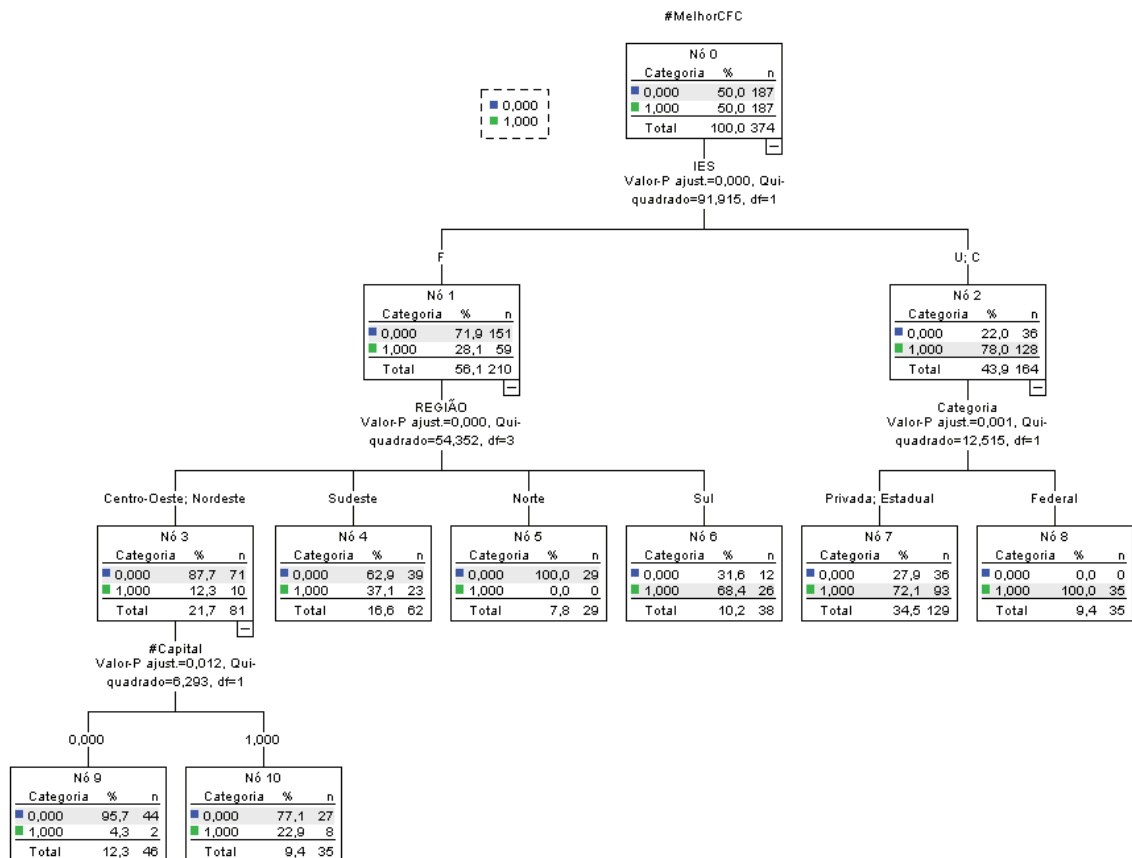 #MelhorCFC
Nó 0
Categoria % n
0,000 50,0 187
1,000 50,0 187
Total 100,0 374
0,000
1,000
IES
Valor-P ajust.=0,000, Qui-
quadrado=91,915, df=1
F
U; C
Nó 1
Categoria % n
0,000 71,9 151
1,000 28,1 59
Total 56,1 210
Nó 2
Categoria % n
0,000 22,0 36
1,000 78,0 128
Total 43,9 164
REGIÃO
Valor-P ajust.=0,000, Qui-
quadrado=54,352, df=3
Categoria
Valor-P ajust.=0,001, Qui-
quadrado=12,515, df=1
Centro-Oeste; Nordeste
Sudeste
Norte
Sul
Privada; Estadual
Federal
Nó 3
Categoria % n
0,000 87,7 71
1,000 12,3 10
Total 21,7 81
Nó 4
Categoria % n
0,000 62,9 39
1,000 37,1 23
Total 16,6 62
Nó 5
Categoria % n
0,000 100,0 29
1,000 0,0 0
Total 7,8 29
Nó 6
Categoria % n
0,000 31,6 12
1,000 68,4 26
Total 10,2 38
Nó 7
Categoria % n
0,000 27,9 36
1,000 72,1 93
Total 34,5 129
Nó 8
Categoria % n
0,000 0,0 0
1,000 100,0 35
Total 9,4 35
#Capital
Valor-P ajust.=0,012, Qui-
quadrado=6,293, df=1
0,000
1,000
Nó 9
Categoria % n
0,000 95,7 44
1,000 4,3 2
Total 12,3 46
Nó 10
Categoria % n
0,000 77,1 27
1,000 22,9 8
Total 9,4 35